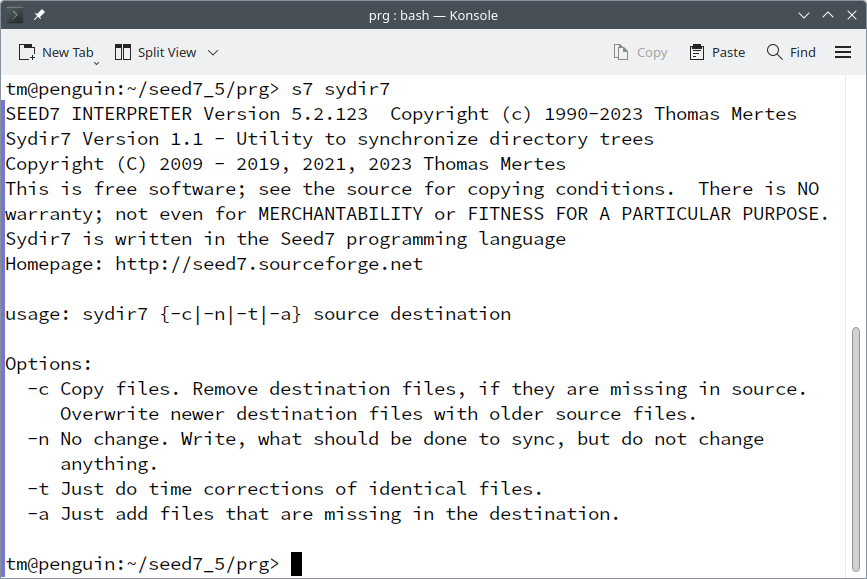 prg : bash — Konsole
New Tab Split View Copy Paste Find
tm@penguin:~/seed7_5/prg> s7 sydir7
SEED7 INTERPRETER Version 5.2.123  Copyright (c) 1990-2023 Thomas Mertes
Sydir7 Version 1.1 - Utility to synchronize directory trees
Copyright (C) 2009 - 2019, 2021, 2023 Thomas Mertes
This is free software; see the source for copying conditions.  There is NO
warranty; not even for MERCHANTABILITY or FITNESS FOR A PARTICULAR PURPOSE.
Sydir7 is written in the Seed7 programming language
Homepage: http://seed7.sourceforge.net

usage: sydir7 {-c|-n|-t|-a} source destination

Options:
  -c Copy files. Remove destination files, if they are missing in source.
     Overwrite newer destination files with older source files.
  -n No change. Write, what should be done to sync, but do not change
     anything.
  -t Just do time corrections of identical files.
  -a Just add files that are missing in the destination.

tm@penguin:~/seed7_5/prg>